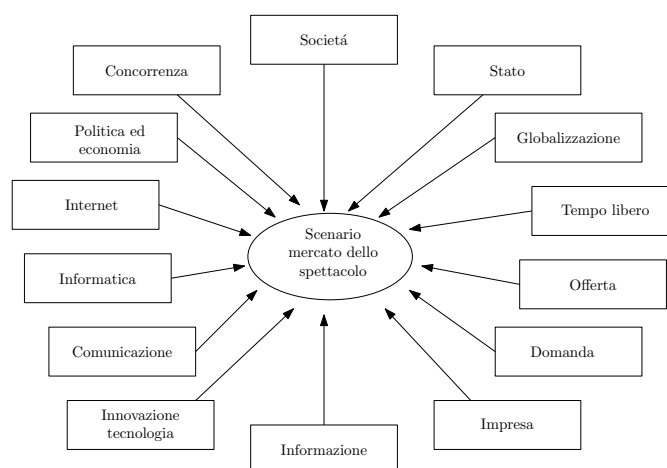 Societá
Concorrenza
Stato
Politica ed
economia
Globalizzazione
Internet
Tempo libero
Scenario
mercato dello
spettacolo
Informatica
Offerta
Comunicazione
Domanda
Innovazione
tecnologia
Impresa
Informazione